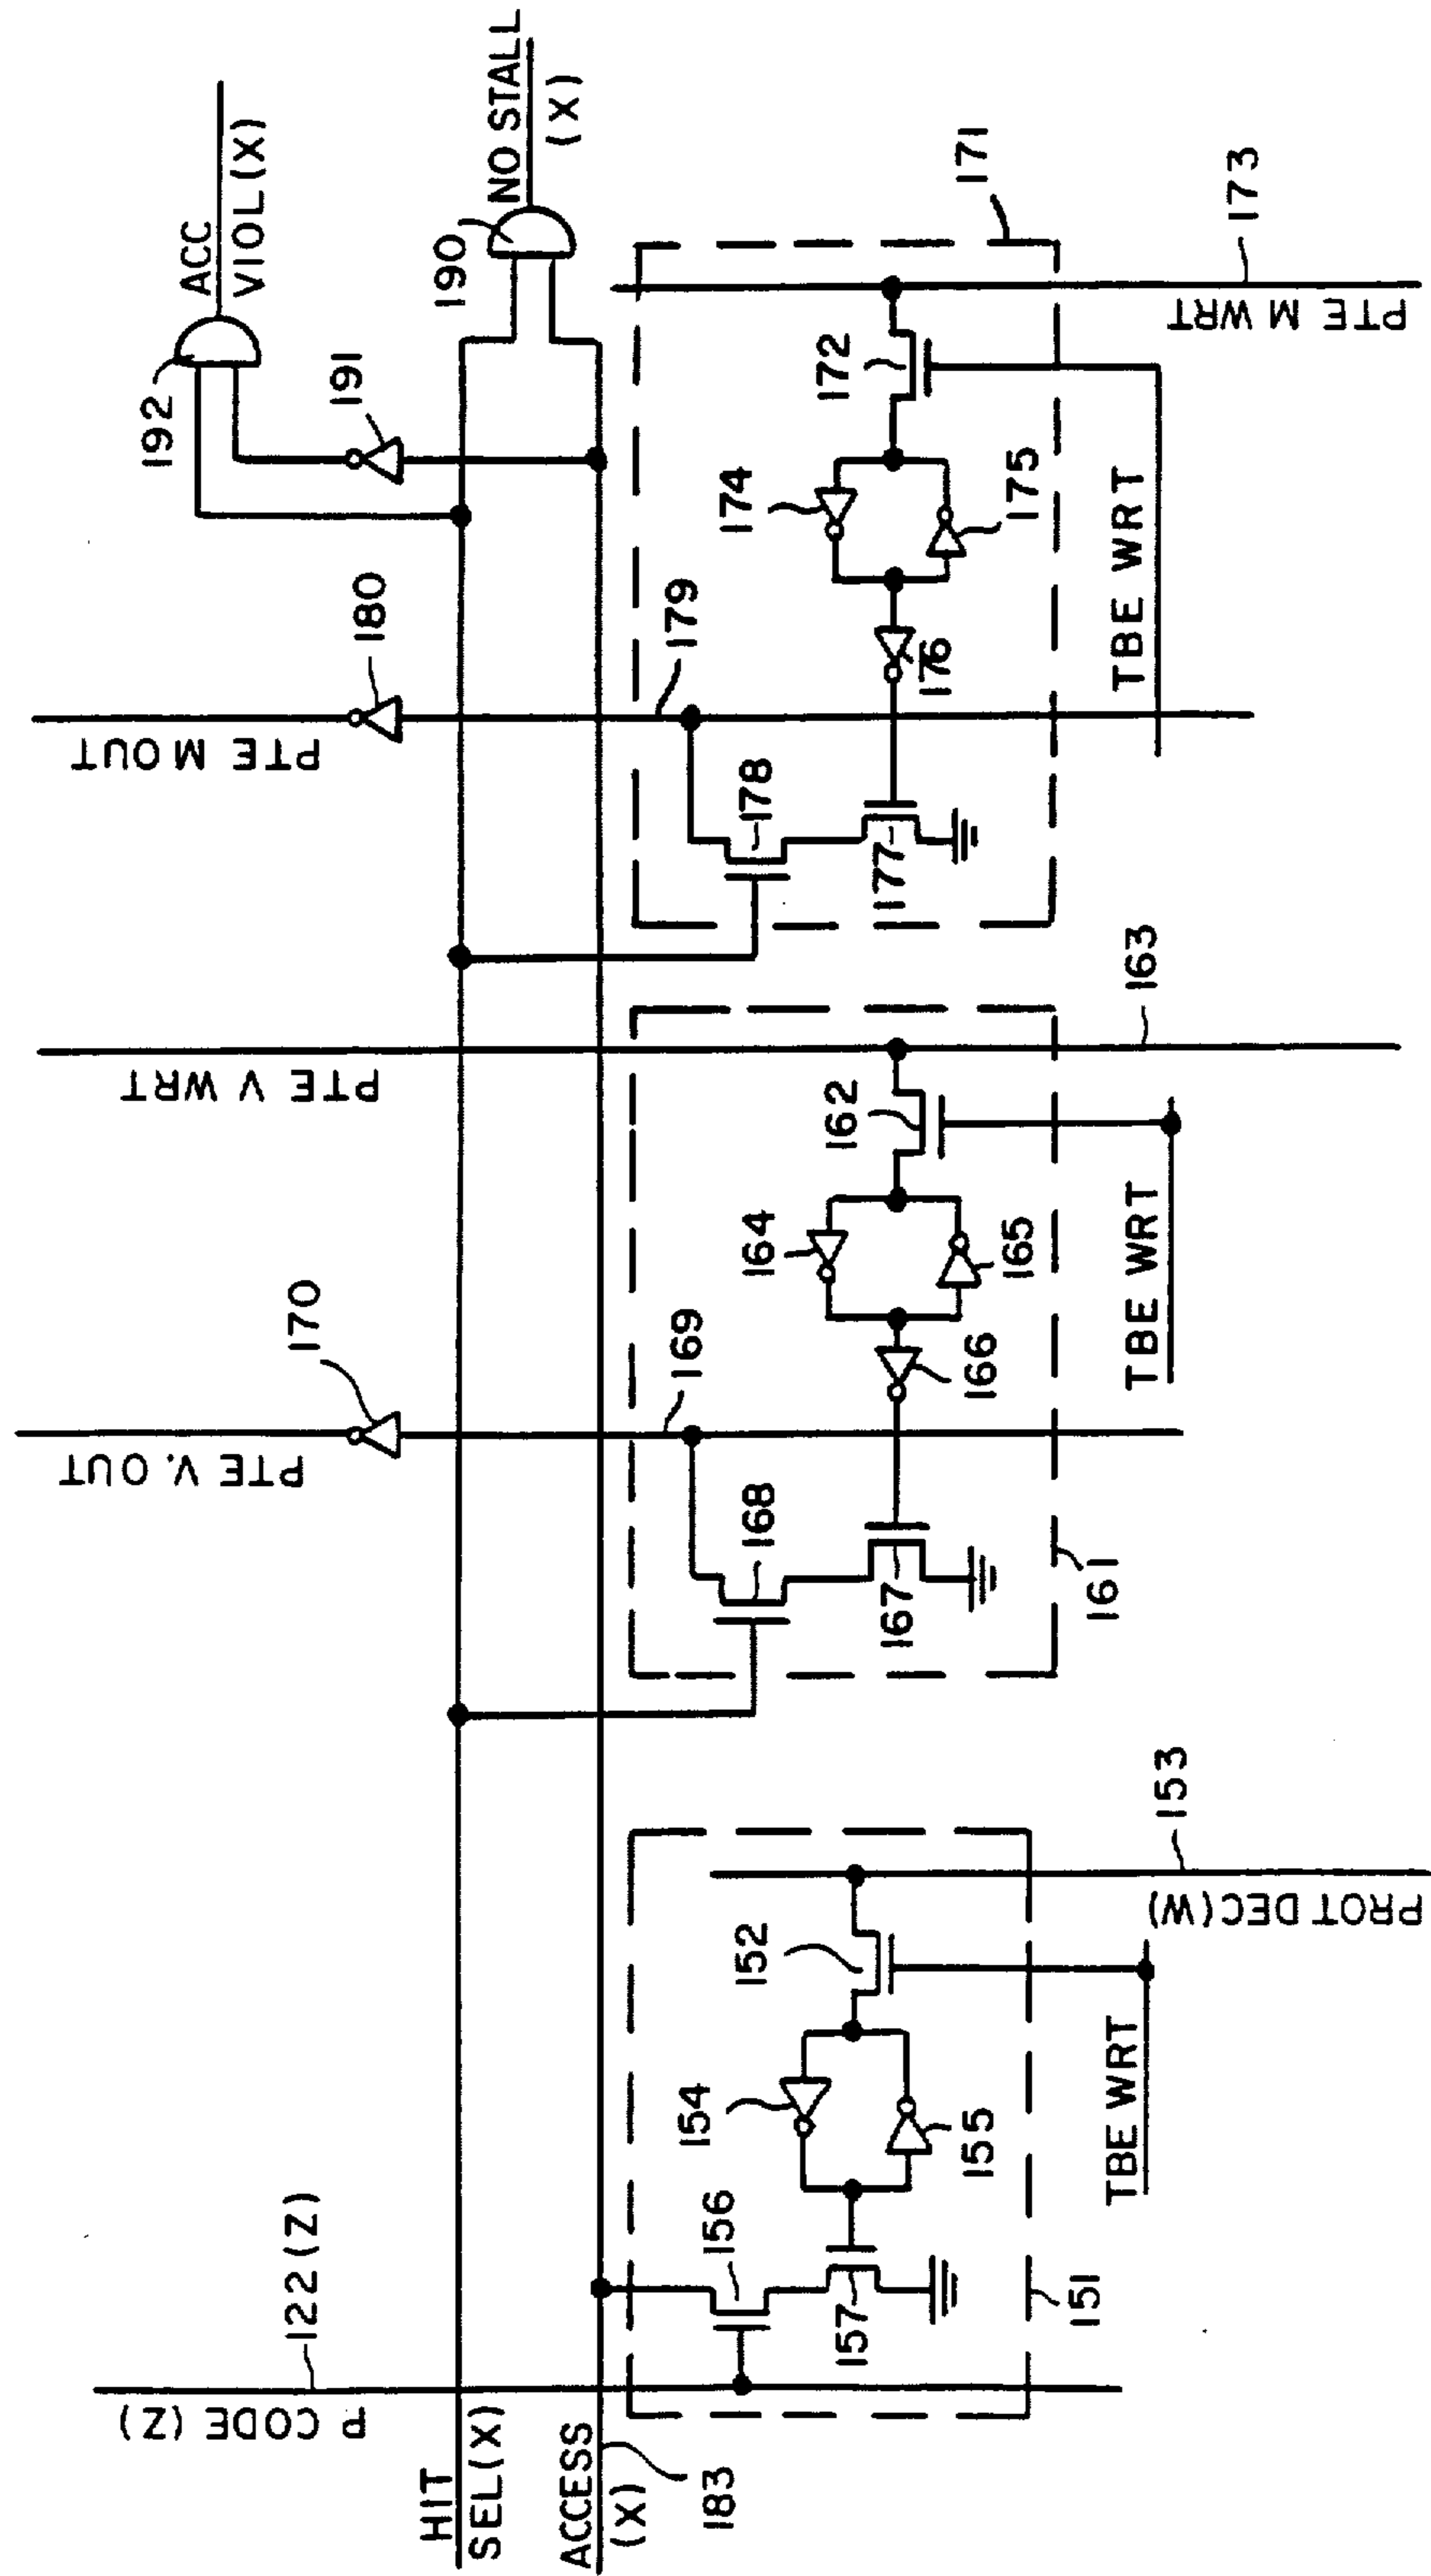 122(Z)
P CODE (Z)
170
PTE V. OUT
PTE V WRT
180
PTE M OUT
192
191
ACC
VIOL(X)
HIT
SEL(X)
190
NO STALL
(X)
ACCESS
(X)
183
169
179
156
154
152
157
155
151
168
164
162
167
166
165
161
163
178
174
172
177
176
175
171
173
TBE WRT
153
PROT DEC(W)
TBE WRT
TBE WRT
PTE M WRT